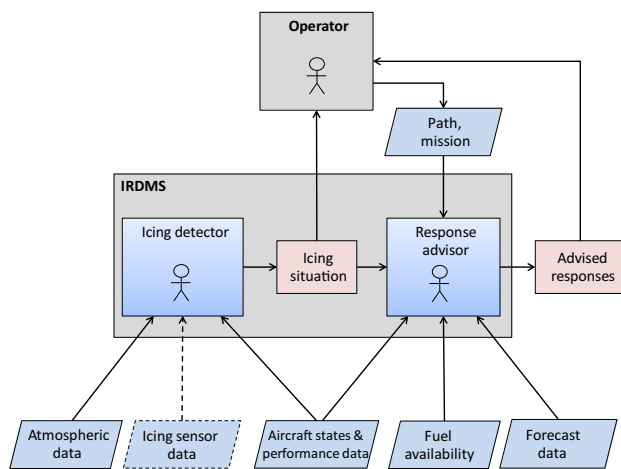 Operator
Path,
mission
IRDMS
Icing detector
Icing
situation
Response
advisor
Advised
responses
Atmospheric
data
Icing sensor
data
Aircraft states &
performance data
Fuel
availability
Forecast
data